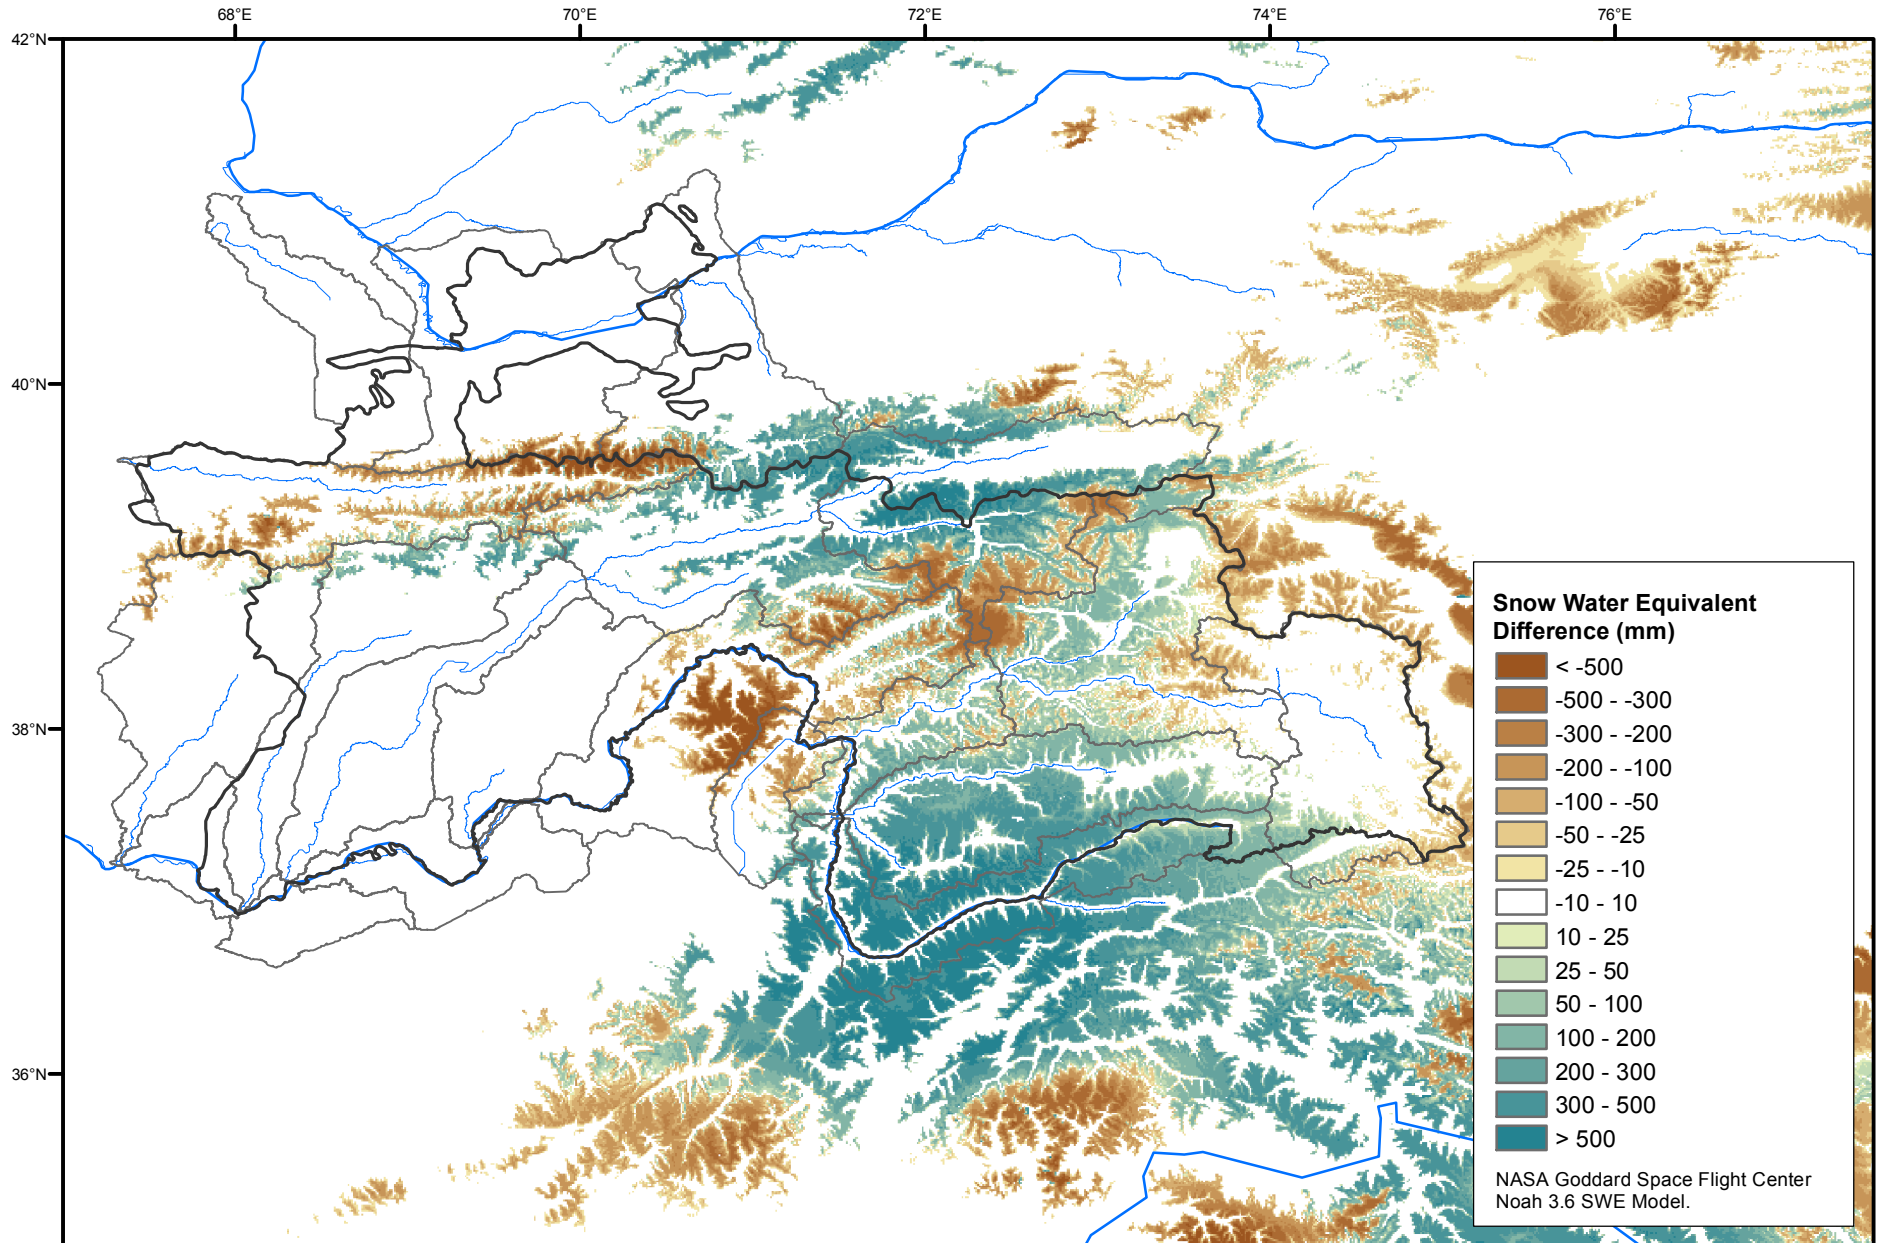 68°E
70°E
72°E
74°E
76°E
42°N
40°N
38°N
36°N
Snow Water Equivalent
Difference (mm)
< -500
-500 - -300
-300 - -200
-200 - -100
-100 - -50
-50 - -25
-25 - -10
-10 - 10
10 - 25
25 - 50
50 - 100
100 - 200
200 - 300
300 - 500
> 500
NASA Goddard Space Flight Center
Noah 3.6 SWE Model.